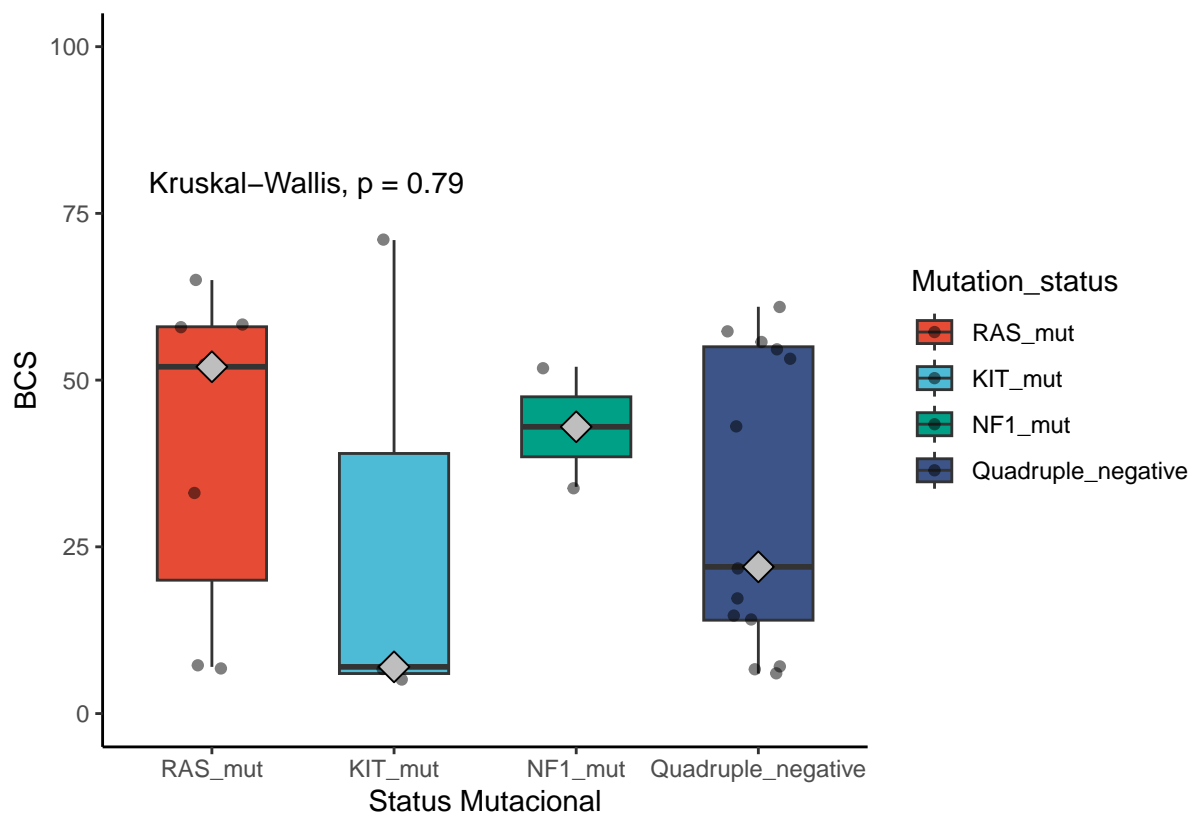 100
75
50
25
0
BCS
Kruskal−Wallis, p = 0.79
RAS_mut
KIT_mut
NF1_mut
Quadruple_negative
Status Mutacional
Mutation_status
RAS_mut
KIT_mut
NF1_mut
Quadruple_negative